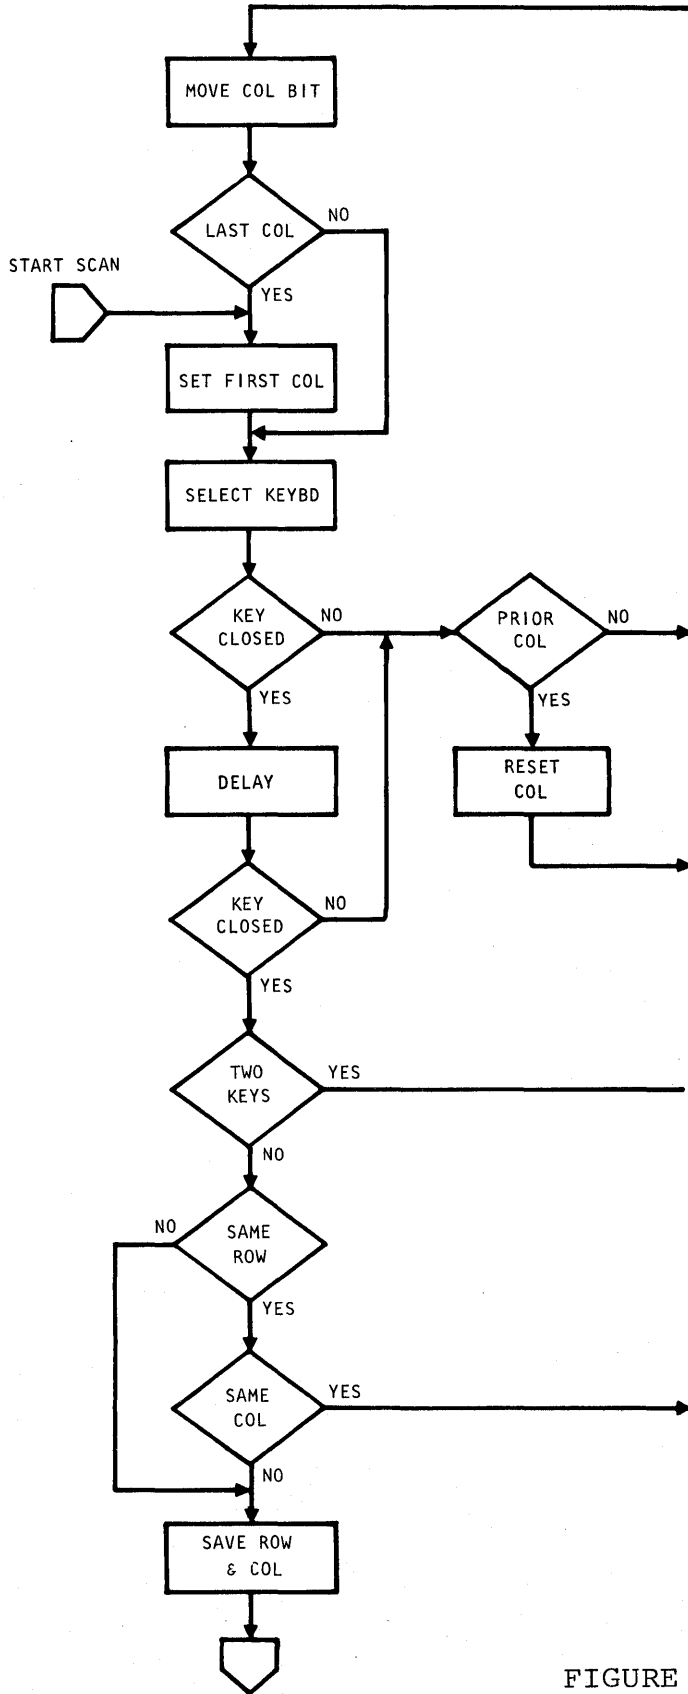 MOVE COL BIT
LAST COL
NO
START SCAN
YES
SET FIRST COL
SELECT KEYBD
KEY
CLOSED
NO
PRIOR
COL
NO
YES
YES
DELAY
RESET
COL
KEY
CLOSED
NO
YES
TWO
KEYS
YES
NO
NO
SAME
ROW
YES
SAME
COL
YES
NO
SAVE ROW
& COL
FIGURE